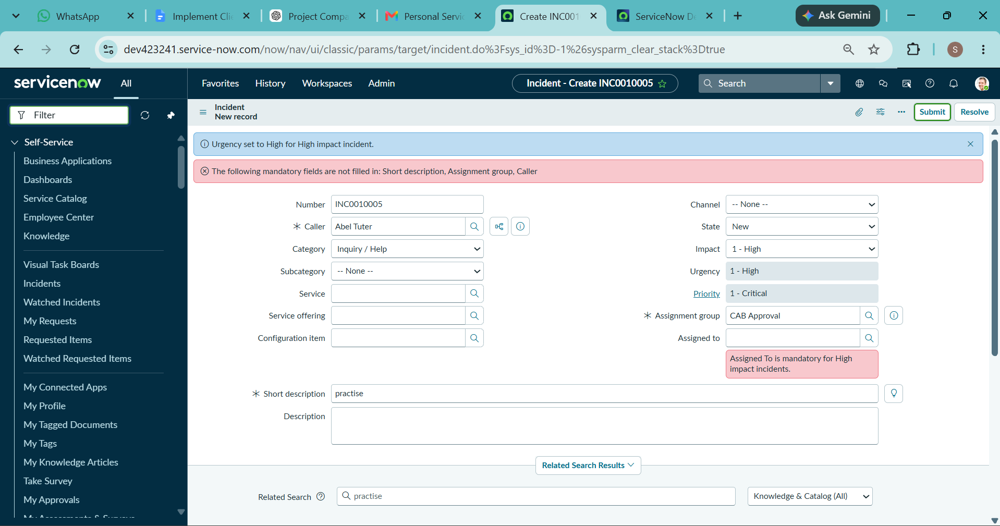 WhatsApp
Implement Clie
Project Compa
Personal Servic
Create INC001
ServiceNow De
Ask Gemini
dev423241.service-now.com/now/nav/ui/classic/params/target/incident.do%3Fsys_id%3D-1%26sysparm_clear_stack%3Dtrue
S
servicenow
All
Favorites
History
Workspaces
Admin
Incident - Create INC0010005
Search
Filter
Incident
New record
Submit
Resolve
Self-Service
Business Applications
Dashboards
Service Catalog
Employee Center
Knowledge
Visual Task Boards
Incidents
Watched Incidents
My Requests
Requested Items
Watched Requested Items
My Connected Apps
My Profile
My Tagged Documents
My Tags
My Knowledge Articles
Take Survey
My Approvals
My Assessments & Surveys
Urgency set to High for High impact incident.
The following mandatory fields are not filled in: Short description, Assignment group, Caller
Number INC0010005
Caller Abel Tuter
Category Inquiry / Help
Subcategory -- None --
Service
Service offering
Configuration item
Channel -- None --
State New
Impact 1 - High
Urgency 1 - High
Priority 1 - Critical
Assignment group CAB Approval
Assigned to
Assigned To is mandatory for High
impact incidents.
Short description practise
Description
Related Search Results
Related Search practise Knowledge & Catalog (All)